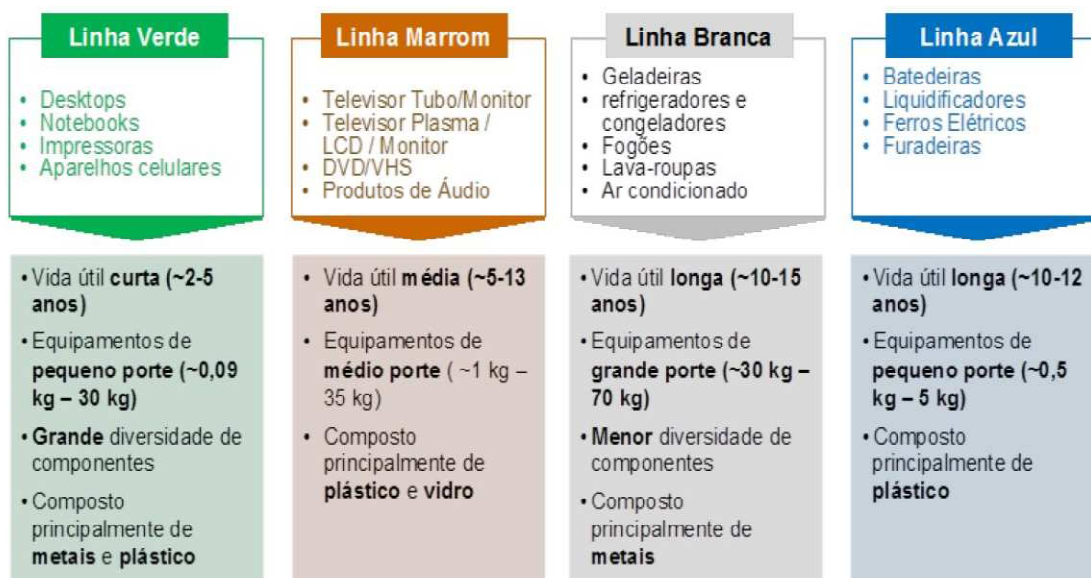 Linha Verde
• Desktops
• Notebooks
• Impressoras
• Aparelhos celulares
• Vida útil curta (~2-5
anos)
• Equipamentos de
pequeno porte (~0,09
kg – 30 kg)
• Grande diversidade de
componentes
• Composto
principalmente de
metais e plástico
Linha Marrom
• Televisor Tubo/Monitor
• Televisor Plasma /
LCD / Monitor
• DVD/VHS
• Produtos de Áudio
• Vida útil média (~5-13
anos)
• Equipamentos de
médio porte ( ~1 kg –
35 kg)
• Composto
principalmente de
plástico e vidro
Linha Branca
• Geladeiras
• refrigeradores e
congeladores
• Fogões
• Lava-roupas
• Ar condicionado
• Vida útil longa (~10-15
anos)
• Equipamentos de
grande porte (~30 kg –
70 kg)
• Menor diversidade de
componentes
• Composto
principalmente de
metais
Linha Azul
• Batedeiras
• Liquidificadores
• Ferros Elétricos
• Furadeiras
• Vida útil longa (~10-12
anos)
• Equipamentos de
pequeno porte (~0,5
kg – 5 kg)
• Composto
principalmente de
plástico